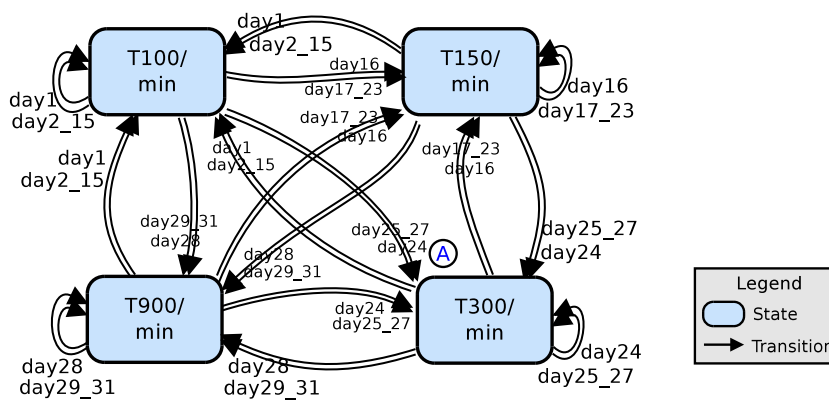 day1
day2_15
T100/
min
day16
day17_23
T150/
min
day16
day17_23
day1
day2_15
day17_23
day16
day1
day2_15
day17_23
day16
day1
day2_15
day29_31
day28
day25_27
day24
A
day25_27
day24
day28
day29_31
T900/
min
day24
day25_27
T300/
min
day28
day29_31
day28
day29_31
day24
day25_27
Legend
State
Transition